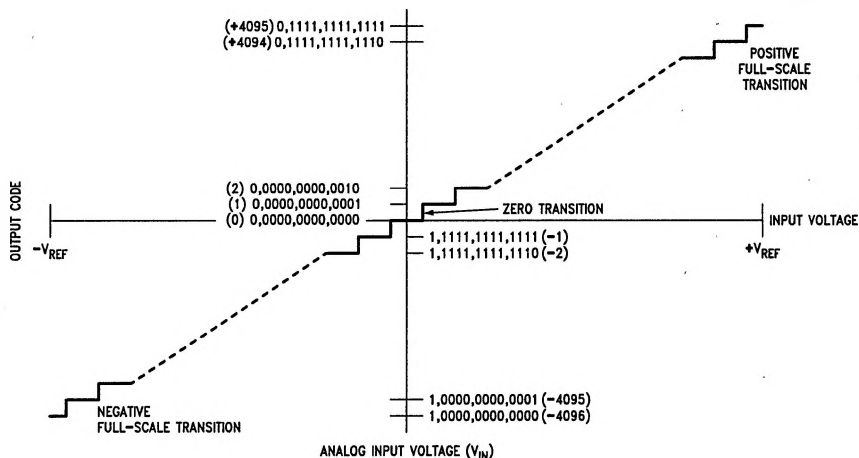 (+4095) 0,1111,1111,1111
(+4094) 0,1111,1111,1110
POSITIVE
FULL-SCALE
TRANSITION
OUTPUT CODE
(2) 0,0000,0000,0010
(1) 0,0000,0000,0001
(0) 0,0000,0000,0000
ZERO TRANSITION
INPUT VOLTAGE
-VREF
+VREF
1,1111,1111,1111 (-1)
1,1111,1111,1110 (-2)
NEGATIVE
FULL-SCALE TRANSITION
1,0000,0000,0001 (-4095)
1,0000,0000,0000 (-4096)
ANALOG INPUT VOLTAGE (VIN)